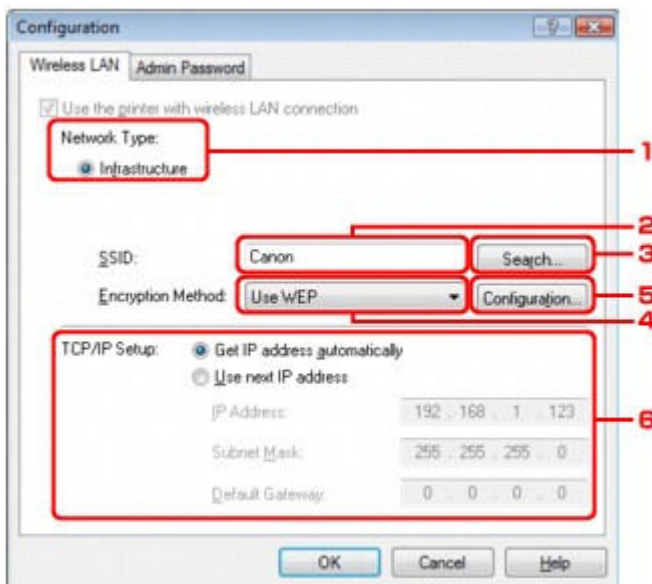 Configuration
Wireless LAN Admin Password
Use the printer with wireless LAN connection
Network Type:
1
Infrastructure
2
SSID: Canon Search... 3
Encryption Method: Use WEP Configuration... 5
4
TCP/IP Setup: Get IP address automatically
Use next IP address
IP Address: 192 . 168 . 1 . 123
6
Subnet Mask: 255 . 255 . 255 . 0
Default Gateway: 0 . 0 . 0 . 0
OK Cancel Help